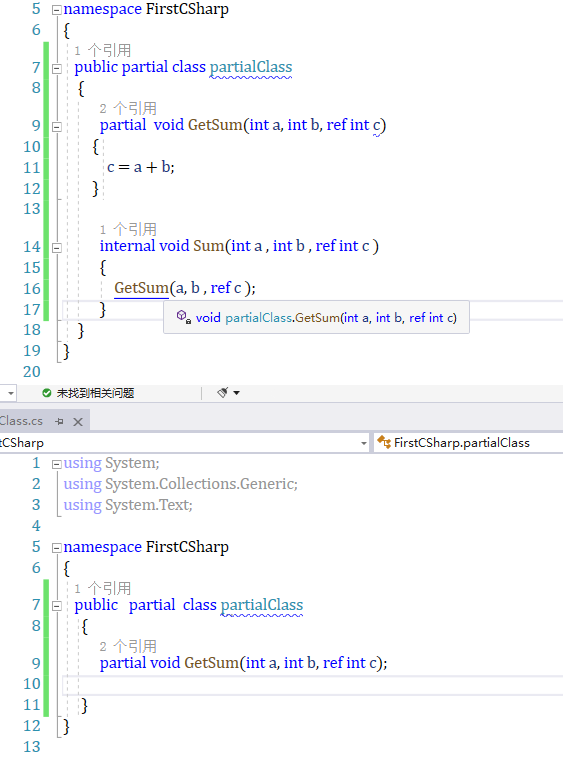 5 namespace FirstCSharp
6 {
1 个引用
7 public partial class partialClass
8 {
2 个引用
9 partial  void GetSum(int a, int b, ref int c)
10 {
11 c = a + b;
12 }
13
1 个引用
14 internal void Sum(int a , int b , ref int c )
15 {
16 GetSum(a, b , ref c );
17 }
void partialClass.GetSum(int a, int b, ref int c)
18 }
19 }
20
未找到相关问题
Class.cs
tCSharp FirstCSharp.partialClass
1 using System;
2 using System.Collections.Generic;
3 using System.Text;
4
5 namespace FirstCSharp
6 {
1 个引用
7 public  partial  class partialClass
8 {
2 个引用
9 partial void GetSum(int a, int b, ref int c);
10
11 }
12 }
13